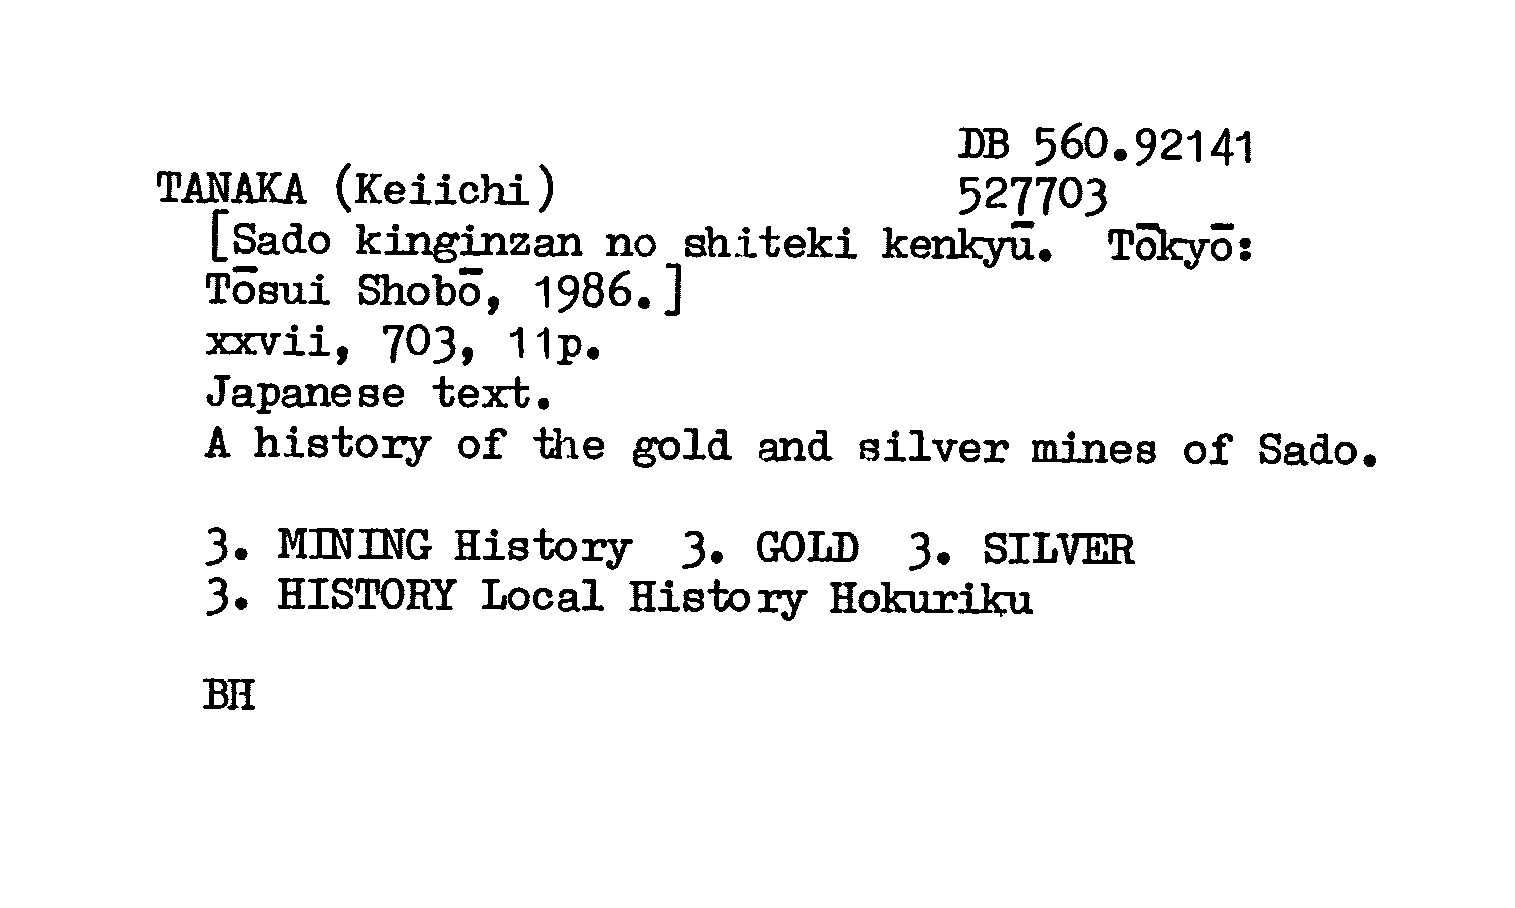 DB 560.92141
TANAKA (Keiichi)
527703
[Sado kinginzan no shiteki kenkyū. Tōkyō:
Tōsui Shobō, 1986.]
xxvii, 703, 11p.
Japanese text.
A history of the gold and silver mines of Sado.
3. MINING History 3. GOLD 3. SILVER
3. HISTORY Local History Hokuriku
BH